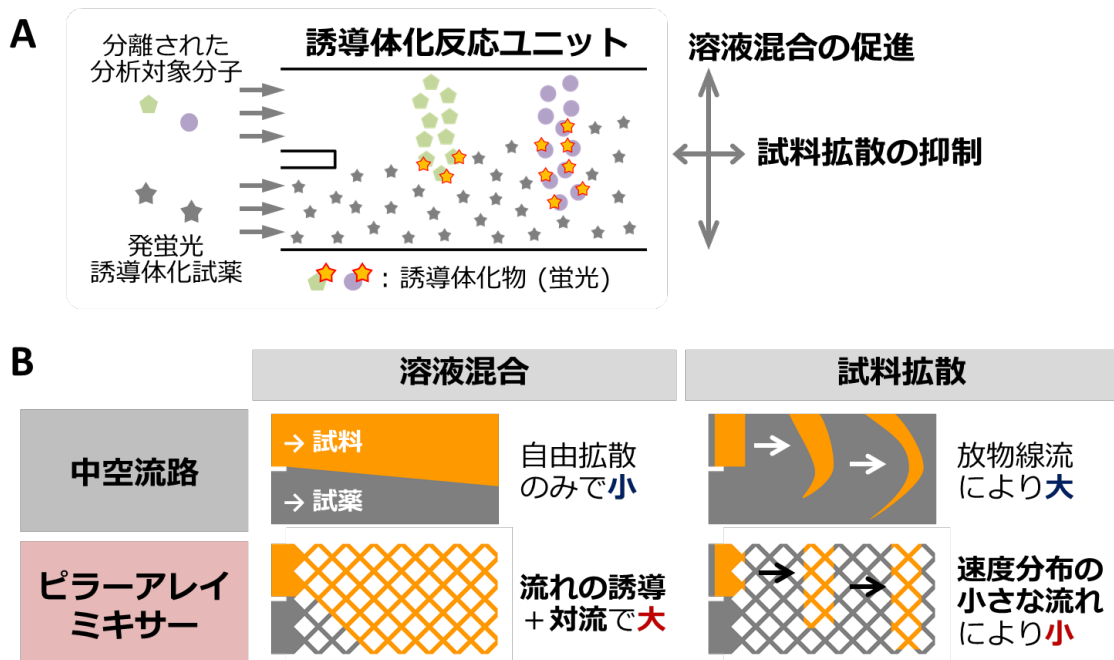 A
分離された
分析対象分子
誘導体化反応ユニット
発蛍光
誘導体化試薬
: 誘導体化物 (蛍光)
溶液混合の促進
試料拡散の抑制
B
溶液混合
試料拡散
中空流路
→ 試料
→ 試薬
自由拡散
のみで小
放物線流
により大
ピラーアレイ
ミキサー
流れの誘導
+対流で大
速度分布の
小さな流れ
により小